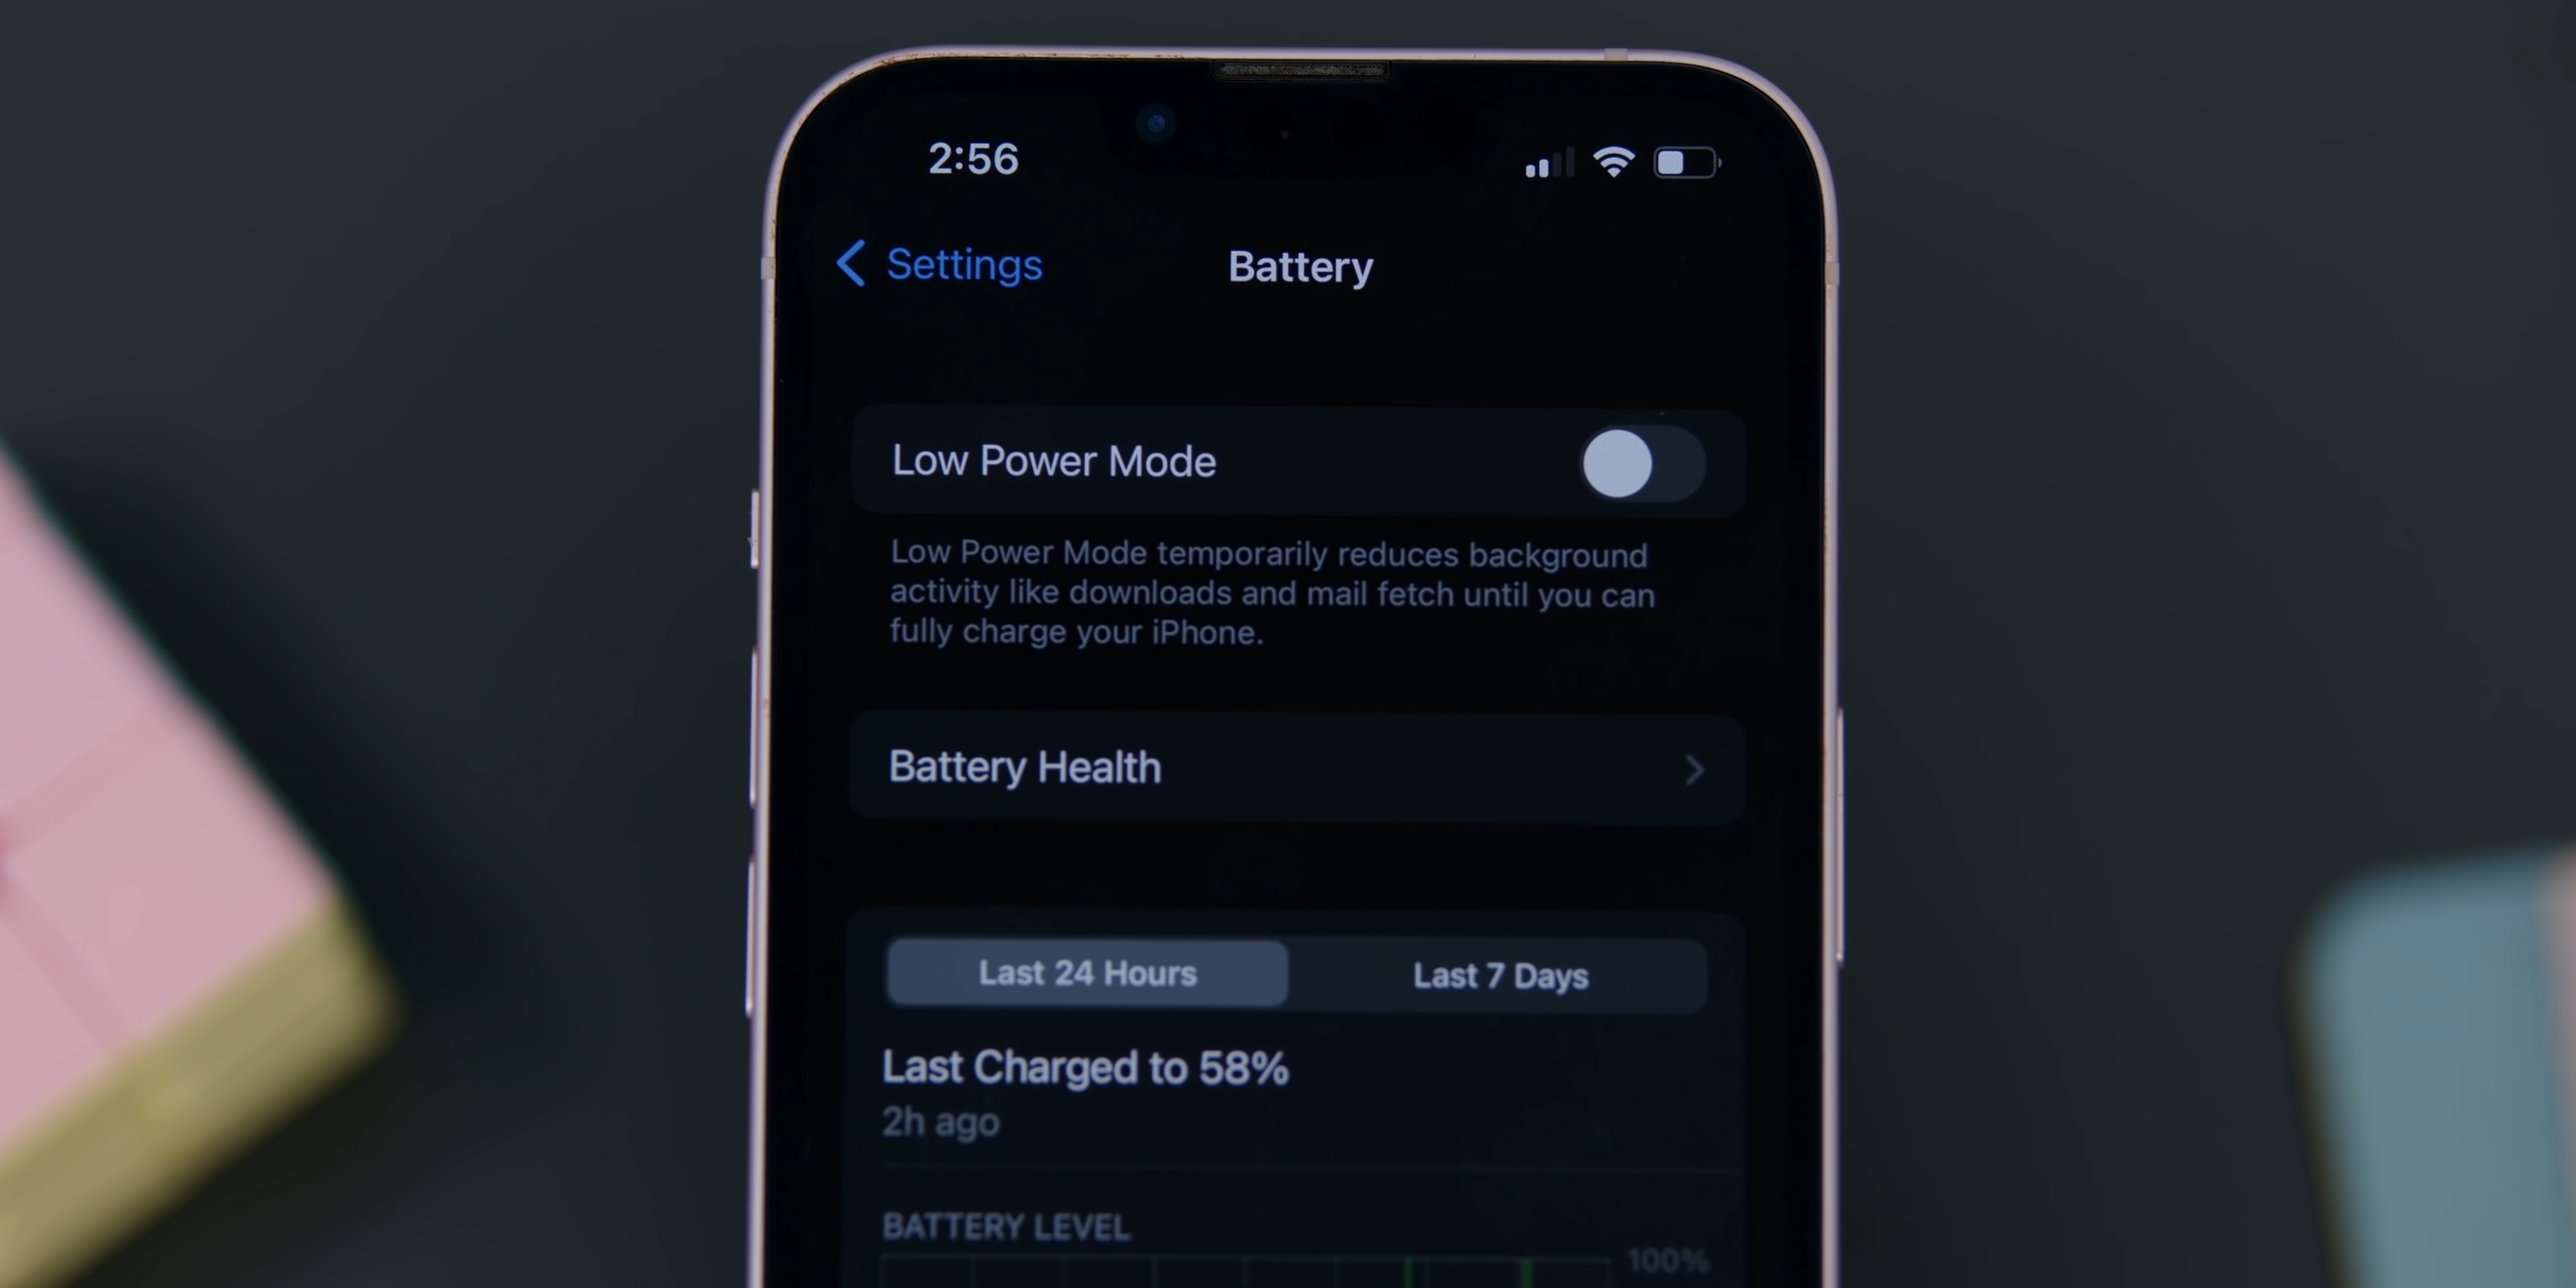 2:56
Settings
Battery
Low Power Mode
Low Power Mode temporarily reduces background
activity like downloads and mail fetch until you can
fully charge your iPhone.
Battery Health
Last 24 Hours
Last 7 Days
Last Charged to 58%
2h ago
BATTERY LEVEL
100%